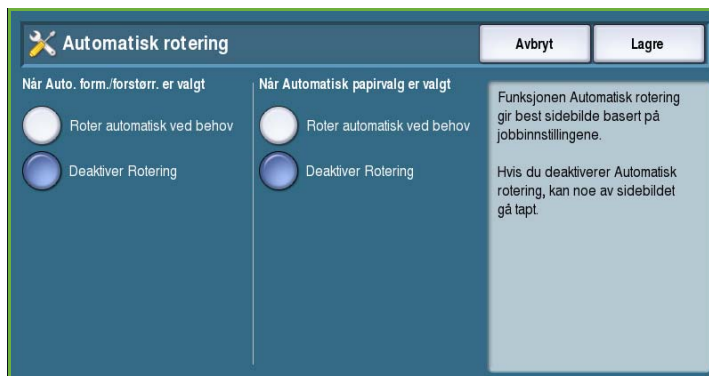 Automatisk rotering
Avbryt
Lagre
Når Auto. form./forstørr. er valgt
Roter automatisk ved behov
Deaktiver Rotering
Når Automatisk papirvalg er valgt
Roter automatisk ved behov
Deaktiver Rotering
Funksjonen Automatisk rotering
gir best sidebilde basert på
jobbinnstillingene.
Hvis du deaktiverer Automatisk
rotering, kan noe av sidebildet
gå tapt.